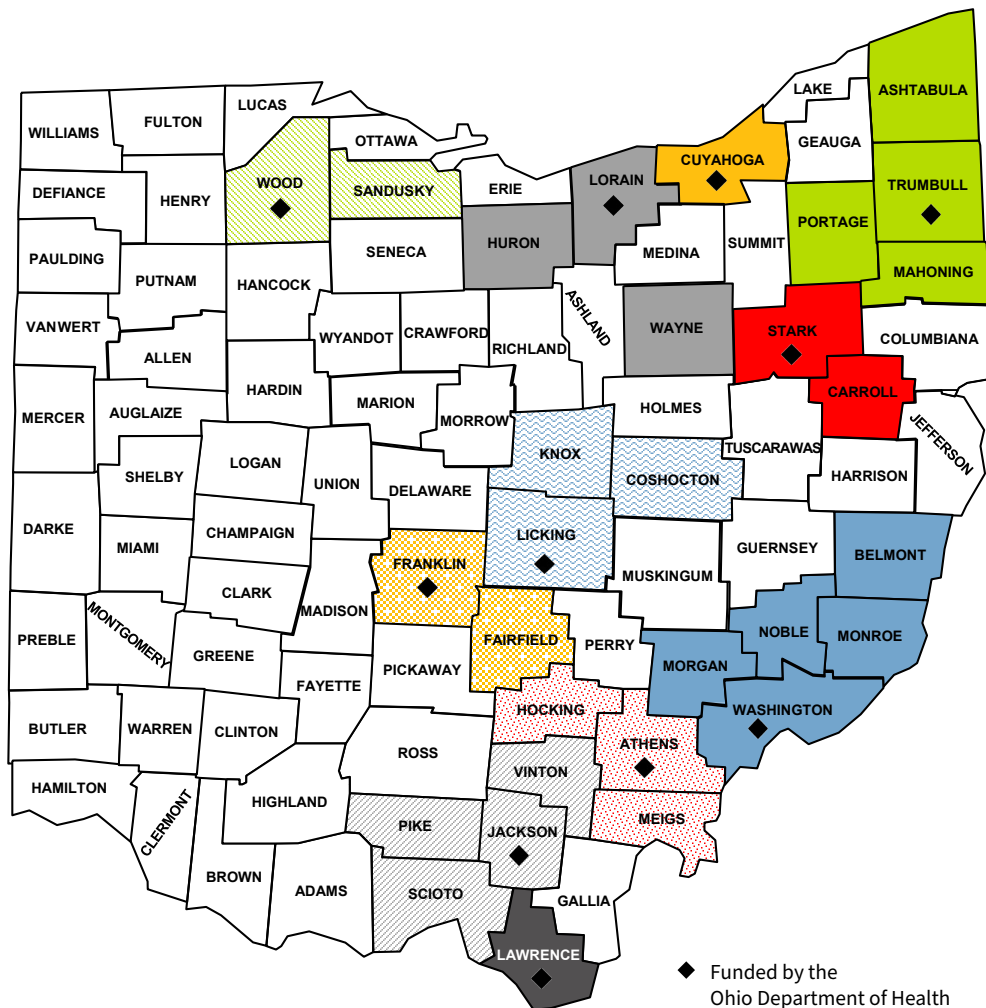 LAKE
ASHTABULA
LUCAS
FULTON
WILLIAMS
OTTAWA
GEAUGA
CUYAHOGA
WOOD
SANDUSKY
ERIE
LORAIN
TRUMBULL
DEFIANCE
HENRY
PORTAGE
HURON
SUMMIT
MEDINA
SENECA
PAULDING
MAHONING
PUTNAM
HANCOCK
ASHLAND
VANWERT
WYANDOT
CRAWFORD
WAYNE
STARK
COLUMBIANA
RICHLAND
ALLEN
HARDIN
CARROLL
MERCER
AUGLAIZE
MARION
MORROW
HOLMES
JEFFERSON
KNOX
TUSCARAWAS
LOGAN
SHELBY
UNION
COSHOCTON
HARRISON
DELAWARE
DARKE
CHAMPAIGN
LICKING
MIAMI
GUERNSEY
BELMONT
FRANKLIN
MUSKINGUM
CLARK
MADISON
MONTGOMERY
PREBLE
GREENE
FAIRFIELD
PERRY
NOBLE
MONROE
PICKAWAY
MORGAN
FAYETTE
HOCKING
WASHINGTON
BUTLER
WARREN
CLINTON
ROSS
ATHENS
VINTON
HAMILTON
HIGHLAND
CLERMONT
PIKE
JACKSON
MEIGS
BROWN
ADAMS
SCIOTO
GALLIA
LAWRENCE
Funded by the
Ohio Department of Health